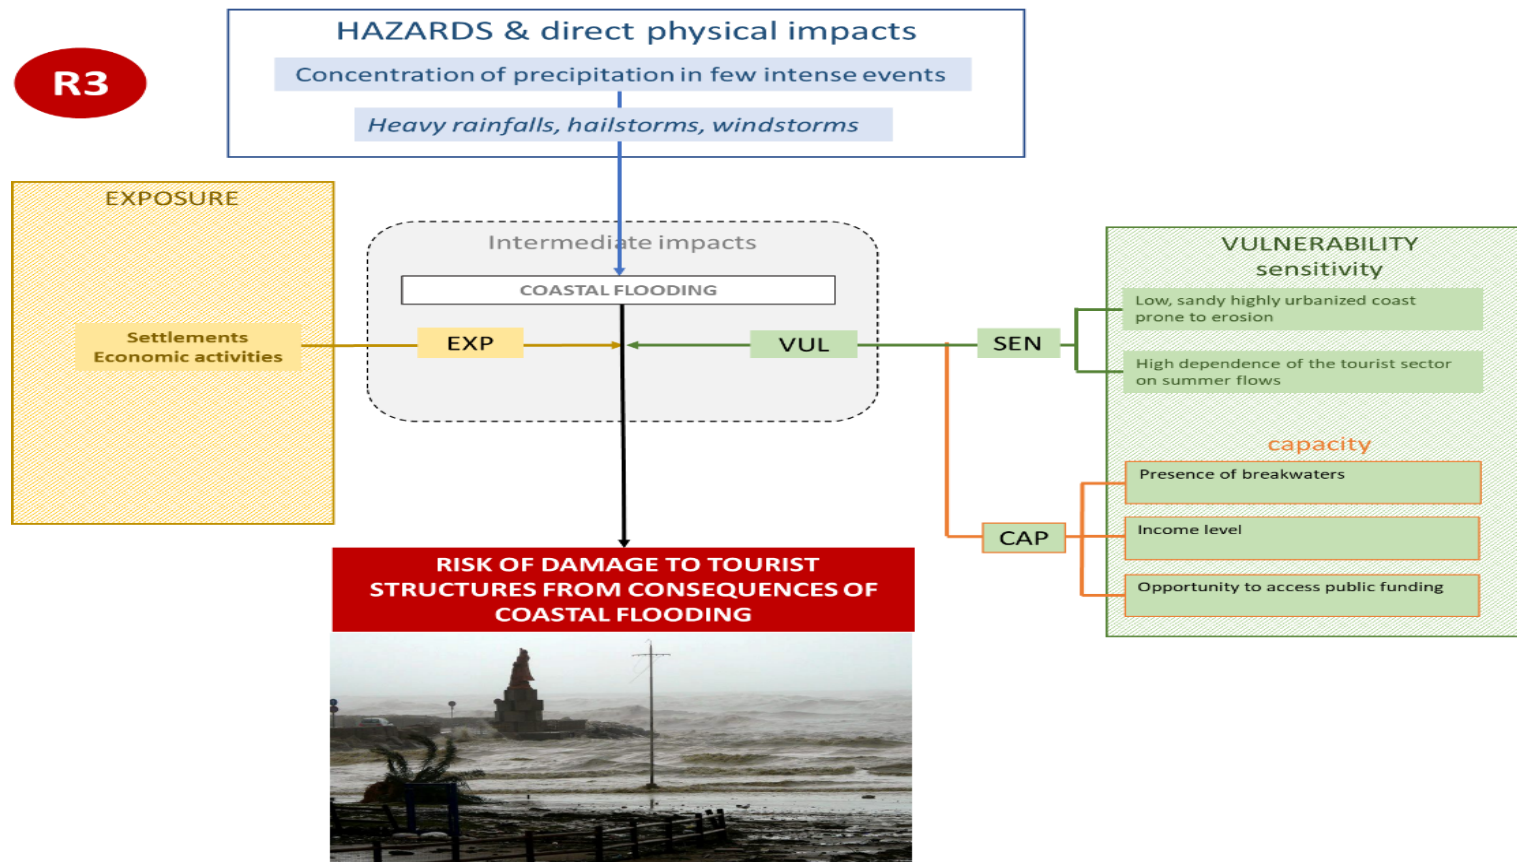 HAZARDS & direct physical impacts
R3
Concentration of precipitation in few intense events
Heavy rainfalls, hailstorms, windstorms
EXPOSURE
Settlements
Economic activities
Intermediate impacts
COASTAL FLOODING
EXP
VUL
SEN
CAP
VULNERABILITY
sensitivity
Low, sandy highly urbanized coast
prone to erosion
High dependence of the tourist sector
on summer flows
capacity
Presence of breakwaters
Income level
Opportunity to access public funding
RISK OF DAMAGE TO TOURIST
STRUCTURES FROM CONSEQUENCES OF
COASTAL FLOODING